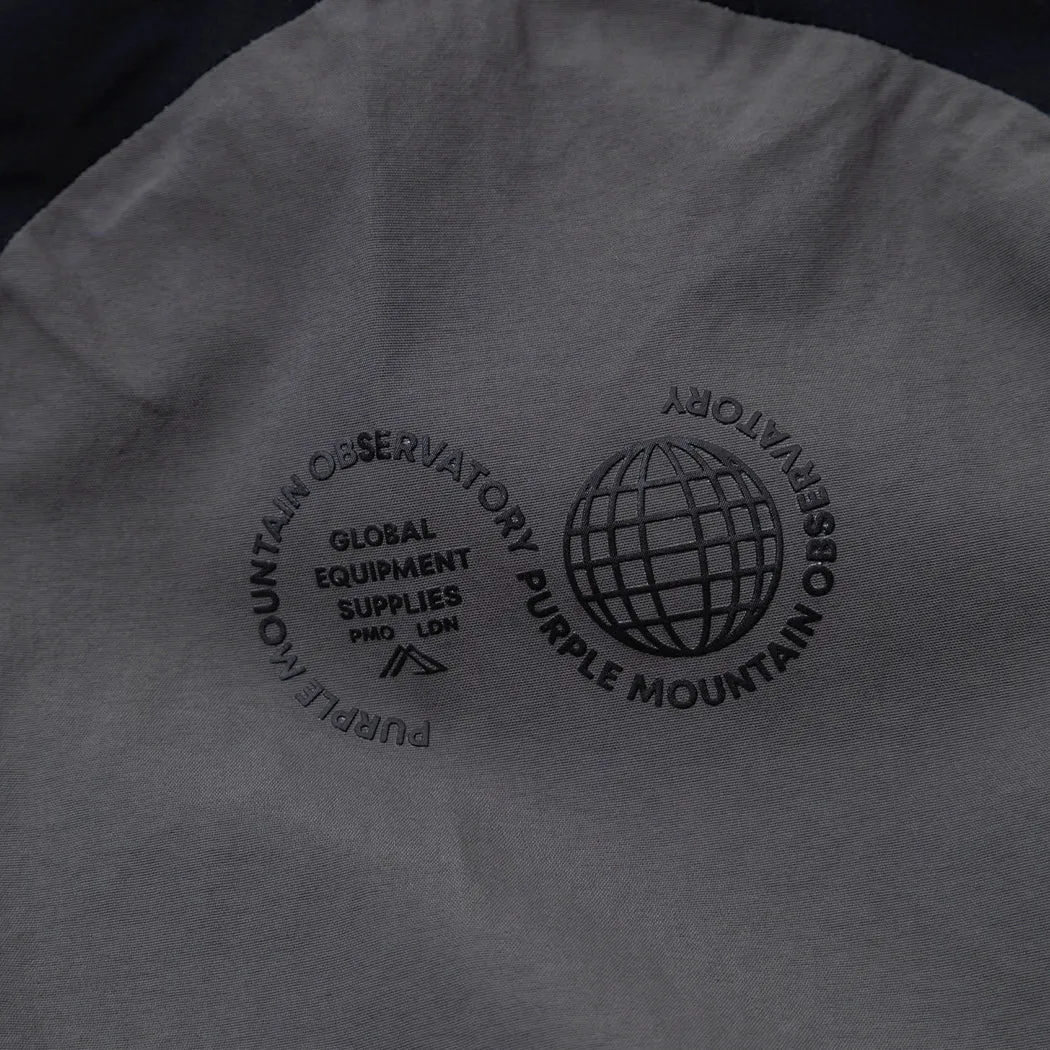 PURPLE MOUNTAIN OBSERVATORY PURPLE MOUNTAIN OBSERVATORY
GLOBAL
EQUIPMENT
SUPPLIES
PMO LDN